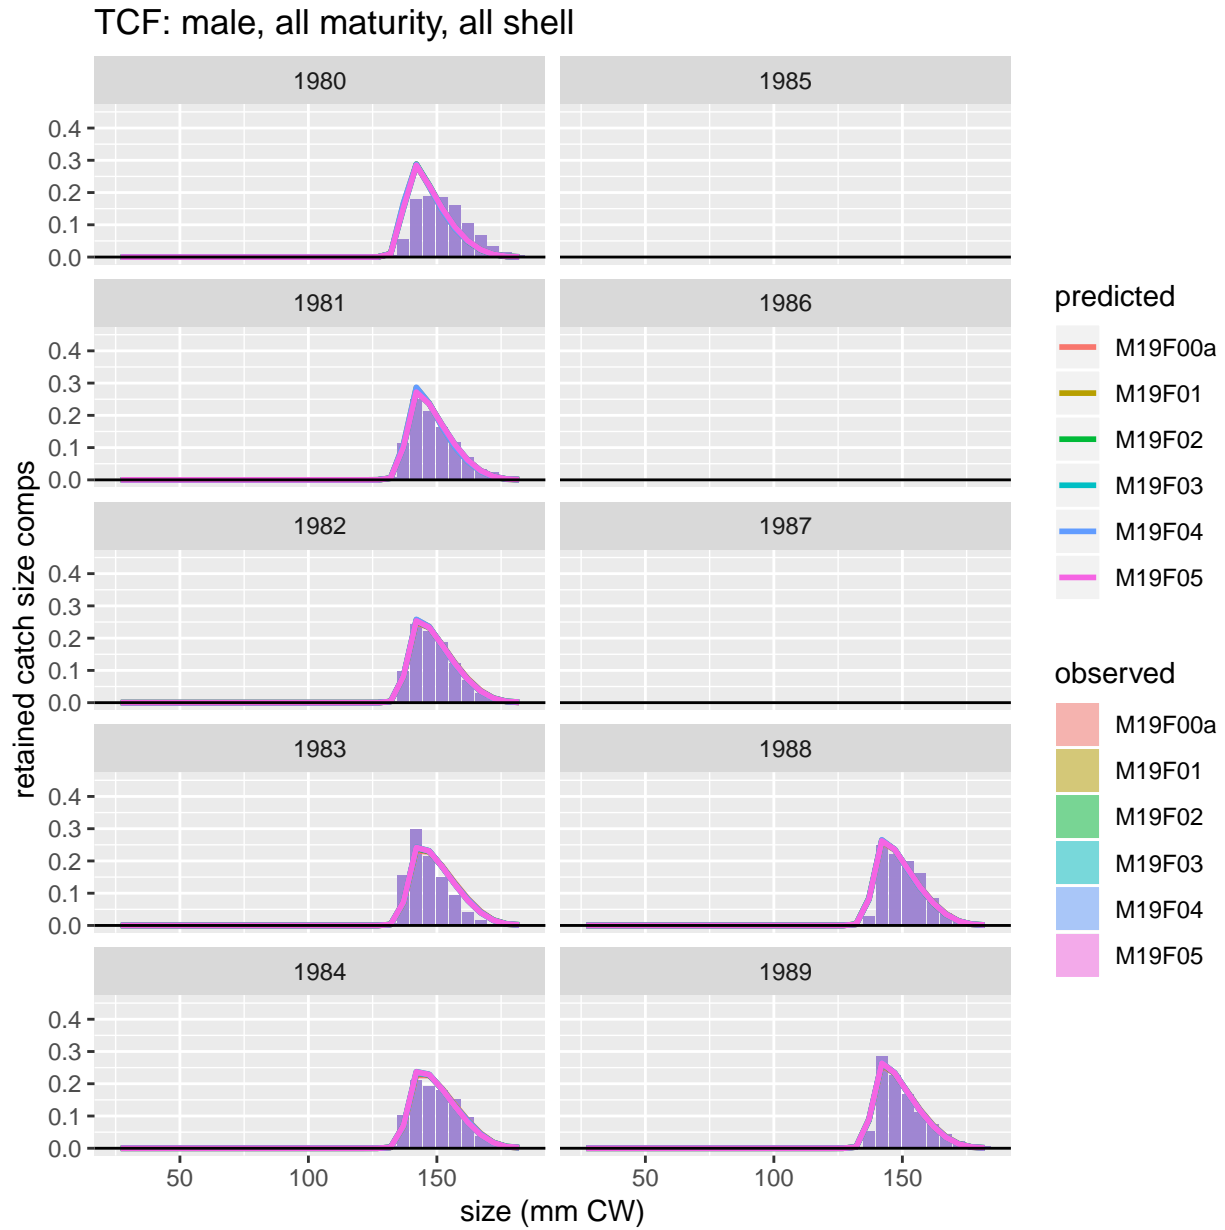 TCF: male, all maturity, all shell
1980
1985
0.4
0.3
0.2
0.1
0.0
1981
1986
0.4
0.3
0.2
0.1
0.0
1982
1987
0.4
0.3
0.2
0.1
0.0
1983
1988
0.4
0.3
0.2
0.1
0.0
1984
1989
0.4
0.3
0.2
0.1
0.0
50
100
150
50
100
150
size (mm CW)
retained catch size comps
predicted
M19F00a
M19F01
M19F02
M19F03
M19F04
M19F05
observed
M19F00a
M19F01
M19F02
M19F03
M19F04
M19F05